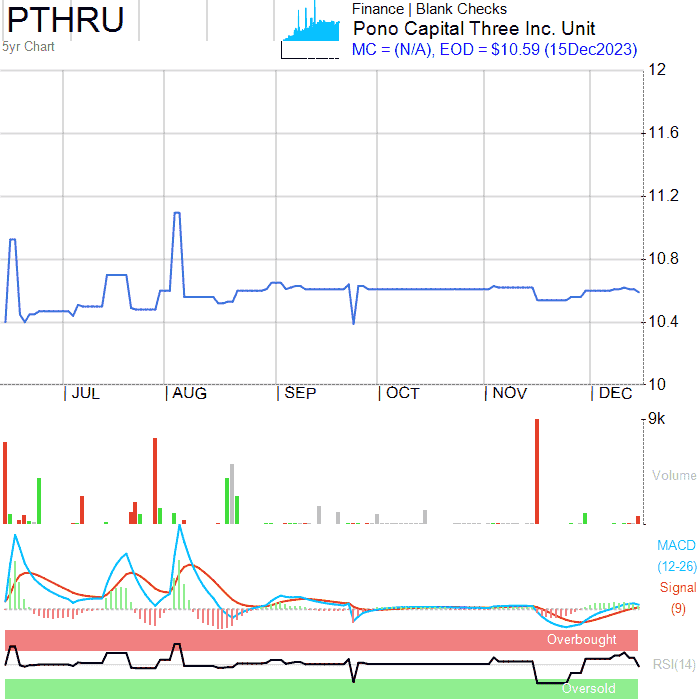 PTHRU
5yr Chart
Finance | Blank Checks
Pono Capital Three Inc. Unit
MC = (N/A), EOD = $10.59 (15Dec2023)
12
11.6
11.2
10.8
10.4
10
JUL AUG SEP OCT NOV DEC
9k
Volume
MACD
(12-26)
Signal
(9)
Overbought
RSI(14)
Oversold